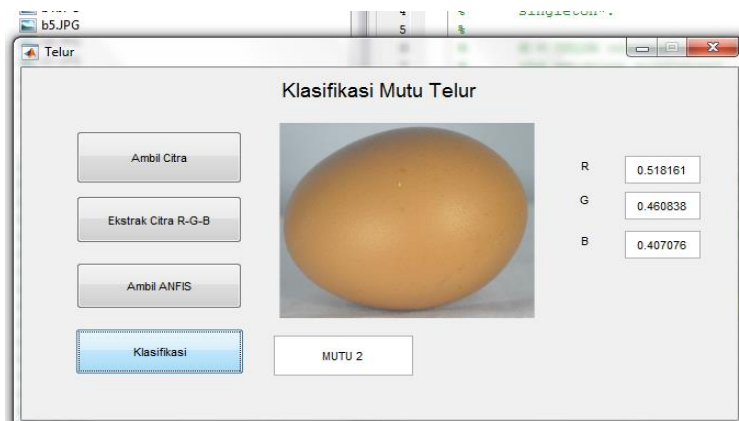 b5.JPG
4 % singleton*.
5 %
Telur
Klasifikasi Mutu Telur
Ambil Citra
Ekstrak Citra R-G-B
Ambil ANFIS
Klasifikasi
MUTU 2
R 0.518161
G 0.460838
B 0.407076